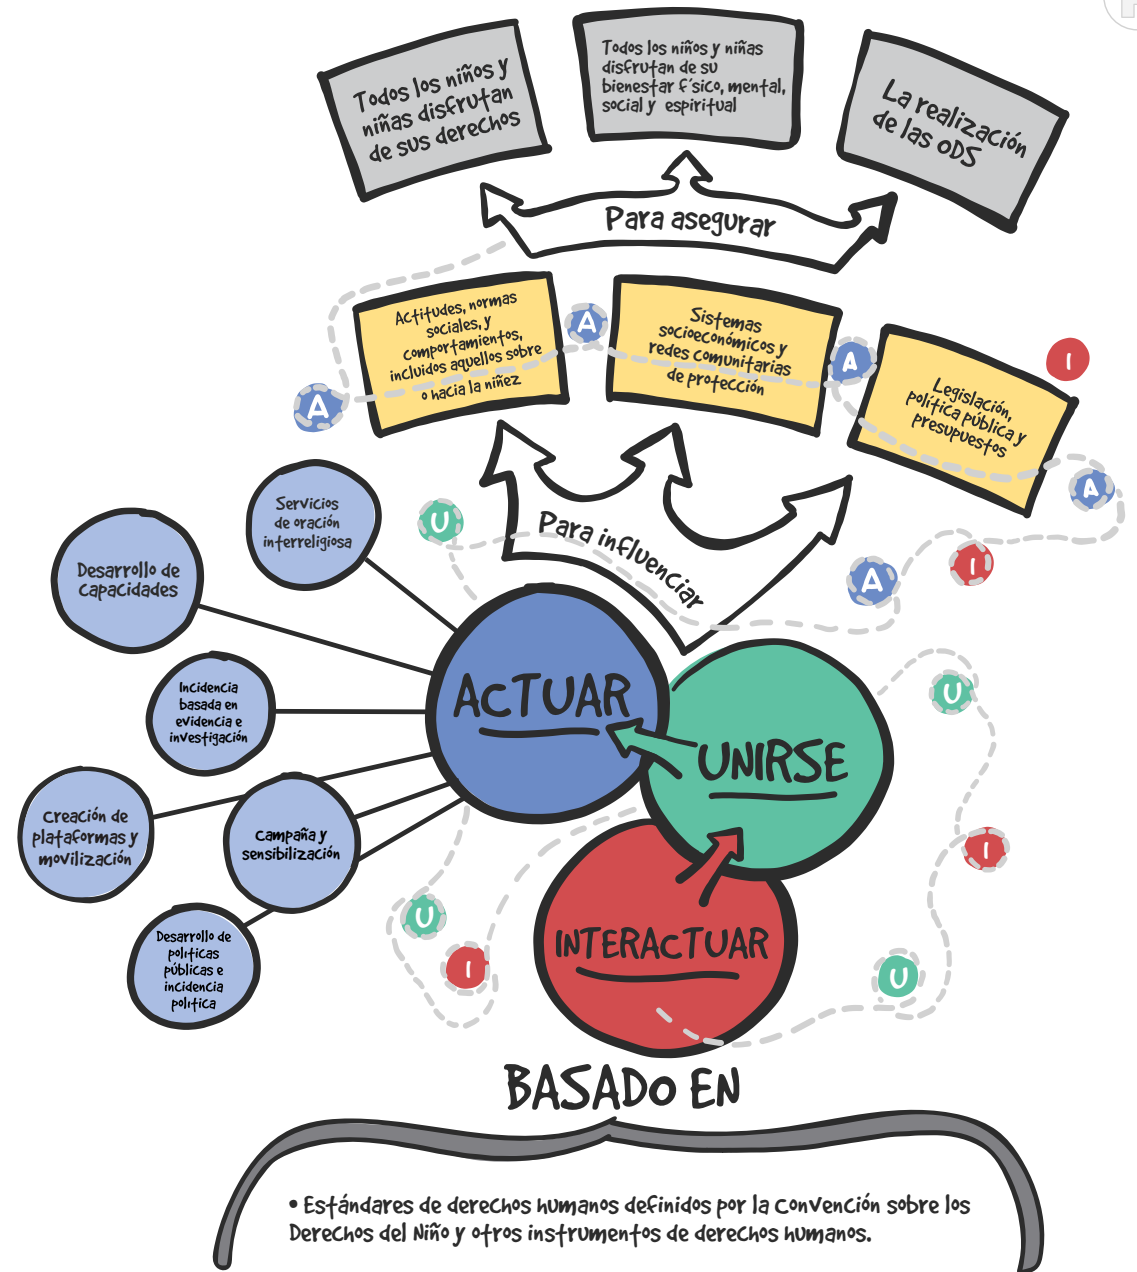 Todos los niños y
niñas disfrutan
de sus derechos
Todos los niños y niñas
disfrutan de su
bienestar f´sico, mental,
social y espiritual
La realización
de las ODS
Para asegurar
Actitudes, normas
sociales, y
comportamientos,
incluidos aquellos sobre
o hacia la niñez
A
Sistemas
socioeconómicos y
redes comunitarias
de protección
A
Legislación,
política pública y
presupuestos
I
A
A
Para influenciar
U
A
I
Servicios
de oración
interreligiosa
Desarrollo de
capacidades
Incidencia
basada en
evidencia e
investigación
Creación de
plataformas y
movilización
Campaña y
sensibilización
Desarrollo de
políticas
públicas e
incidencia
política
ACTUAR
UNIRSE
INTERACTUAR
U
I
U
U
I
BASADO EN
• Estándares de derechos humanos definidos por la Convención sobre los
Derechos del Niño y otros instrumentos de derechos humanos.